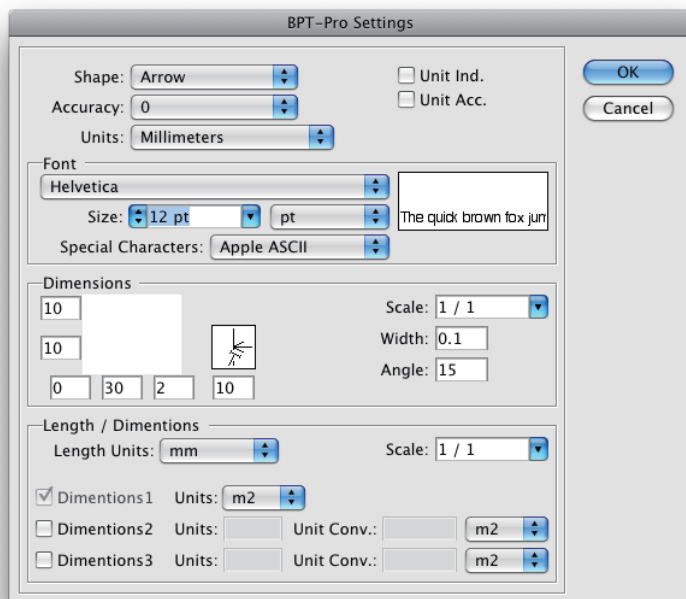 BPT-Pro Settings
Shape: Arrow
Unit Ind.
OK
Accuracy: 0
Unit Acc.
Cancel
Units: Millimeters
Font
Helvetica
The quick brown fox jum
Size: 12 pt pt
Special Characters: Apple ASCII
Dimensions
10
Scale: 1 / 1
10
Width: 0.1
Angle: 15
0 30 2 10
Length / Dimentions
Length Units: mm
Scale: 1 / 1
Dimentions1 Units: m2
Dimentions2 Units: Unit Conv.: m2
Dimentions3 Units: Unit Conv.: m2